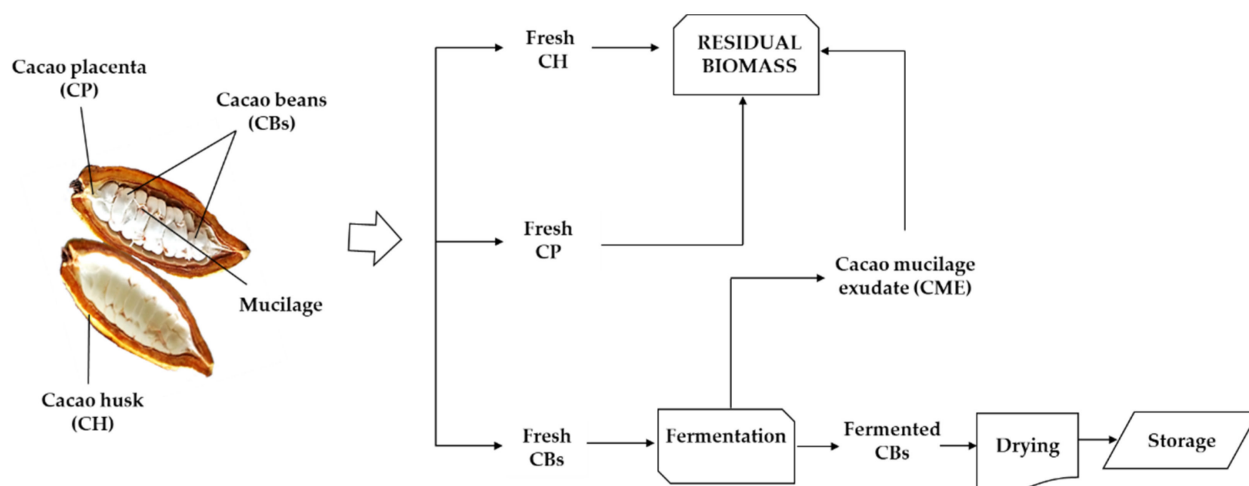 Cacao placenta
(CP)
Cacao beans
(CBs)
Mucilage
Cacao husk
(CH)
Fresh
CH
RESIDUAL
BIOMASS
Fresh
CP
Cacao mucilage
exudate (CME)
Fresh
CBs
Fermentation
Fermented
CBs
Drying
Storage